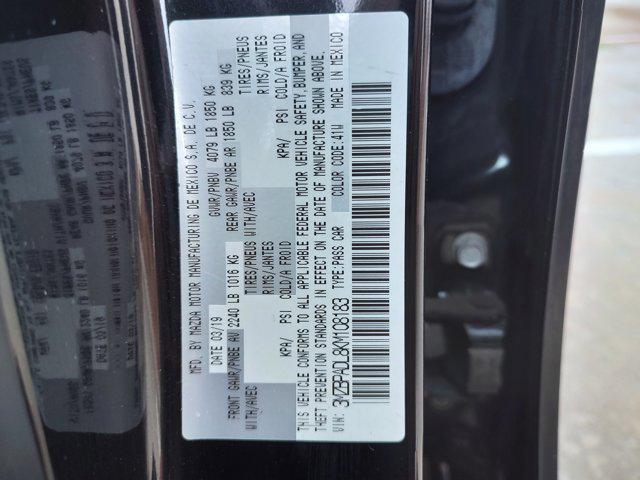 MFD. BY MAZDA MOTOR MANUFACTURING DE MEXICO S.A. DE C.V.
DATE 03/19 GVWR/PNBV 4079 LB 1850 KG
FRONT GAWR/PNBE AV 2240 LB 1016 KG REAR GAWR/PNBE AR 1850 LB 839 KG
WITH/AVEC TIRES/PNEUS WITH/AVEC TIRES/PNEUS
RIMS/JANTES RIMS/JANTES
KPA/ PSI COLD/A FROID KPA/ PSI COLD/A FROID
THIS VEHICLE CONFORMS TO ALL APPLICABLE FEDERAL MOTOR VEHICLE SAFETY, BUMPER, AND
THEFT PREVENTION STANDARDS IN EFFECT ON THE DATE OF MANUFACTURE SHOWN ABOVE.
VIN: 3MZBPADL8KM108183 TYPE: PASS CAR COLOR CODE: 41W MADE IN MEXICO